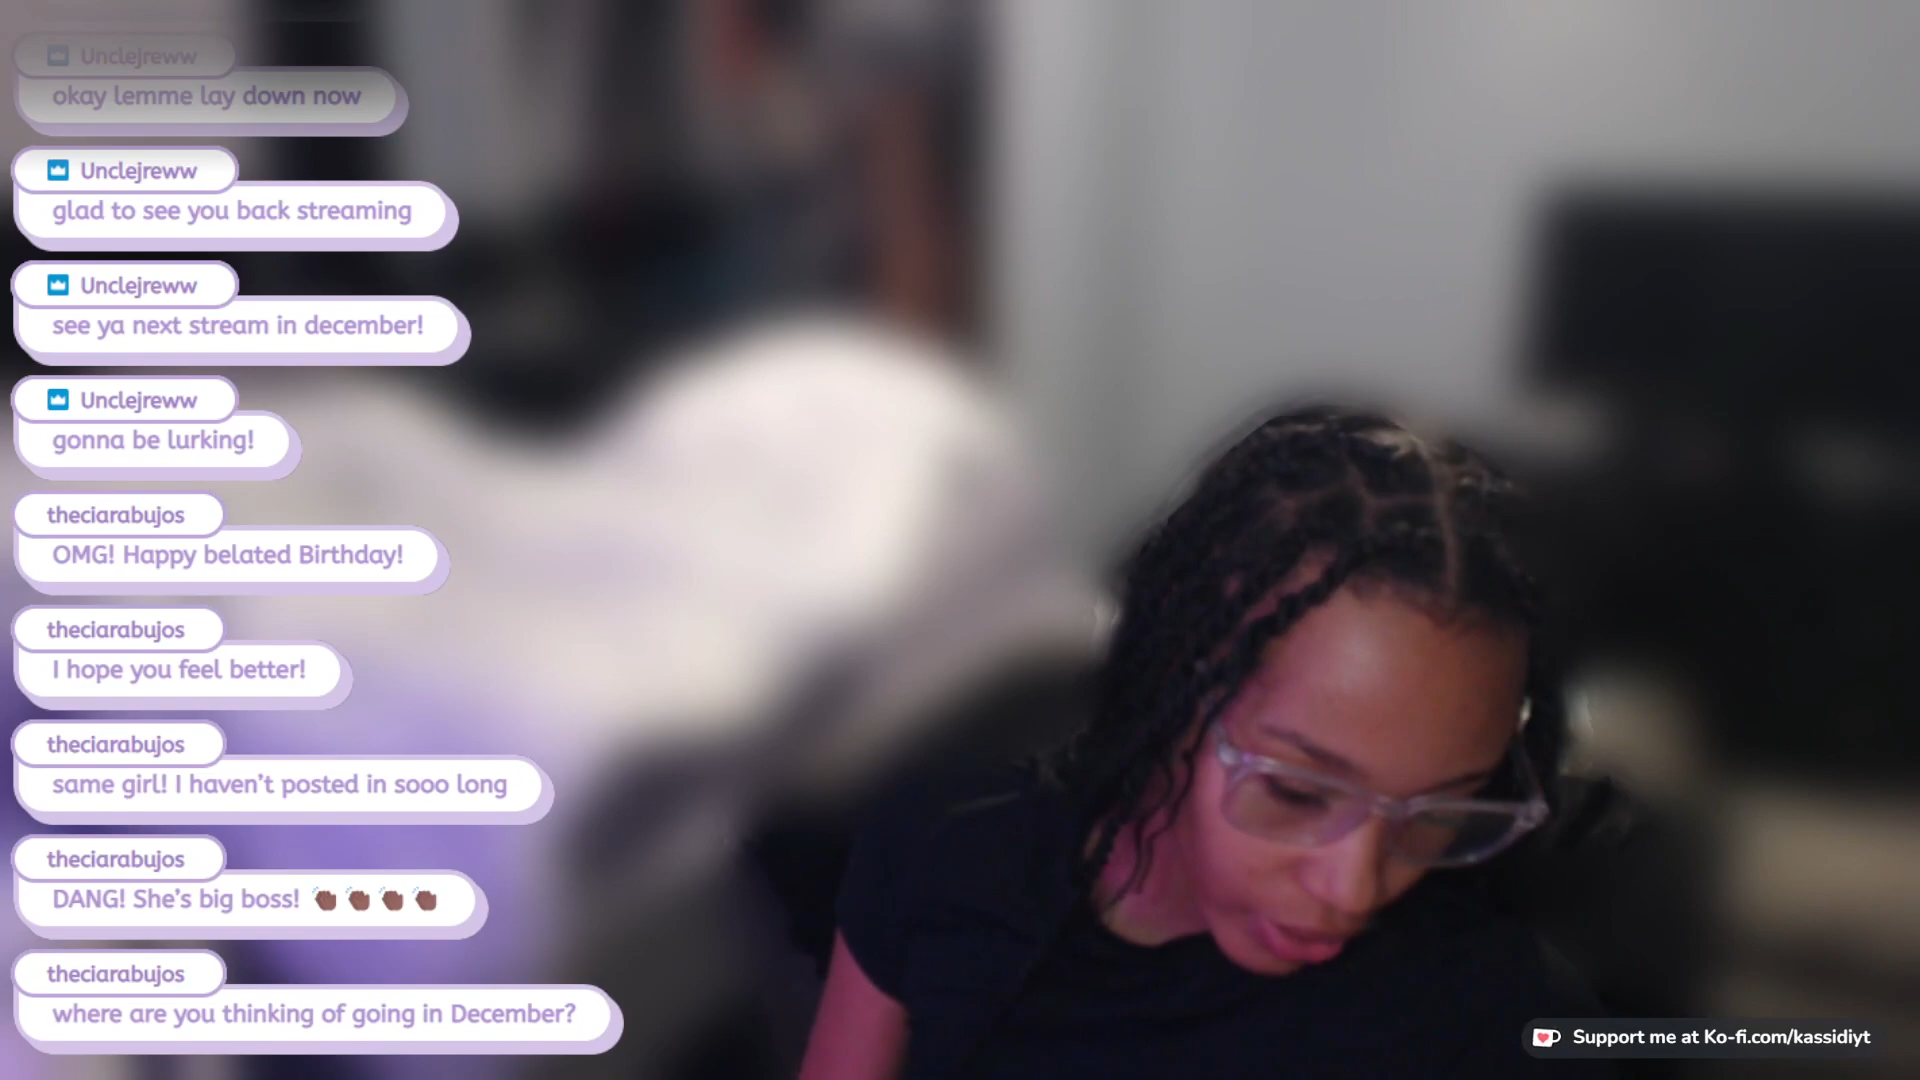 Unclejreww
okay lemme lay down now
Unclejreww
glad to see you back streaming
Unclejreww
see ya next stream in december!
Unclejreww
gonna be lurking!
theciarabujos
OMG! Happy belated Birthday!
theciarabujos
I hope you feel better!
theciarabujos
same girl! I haven't posted in sooo long
theciarabujos
DANG! She's big boss! 👏🏿👏🏿👏🏿👏🏿
theciarabujos
where are you thinking of going in December?
Support me at Ko-fi.com/kassidiyt